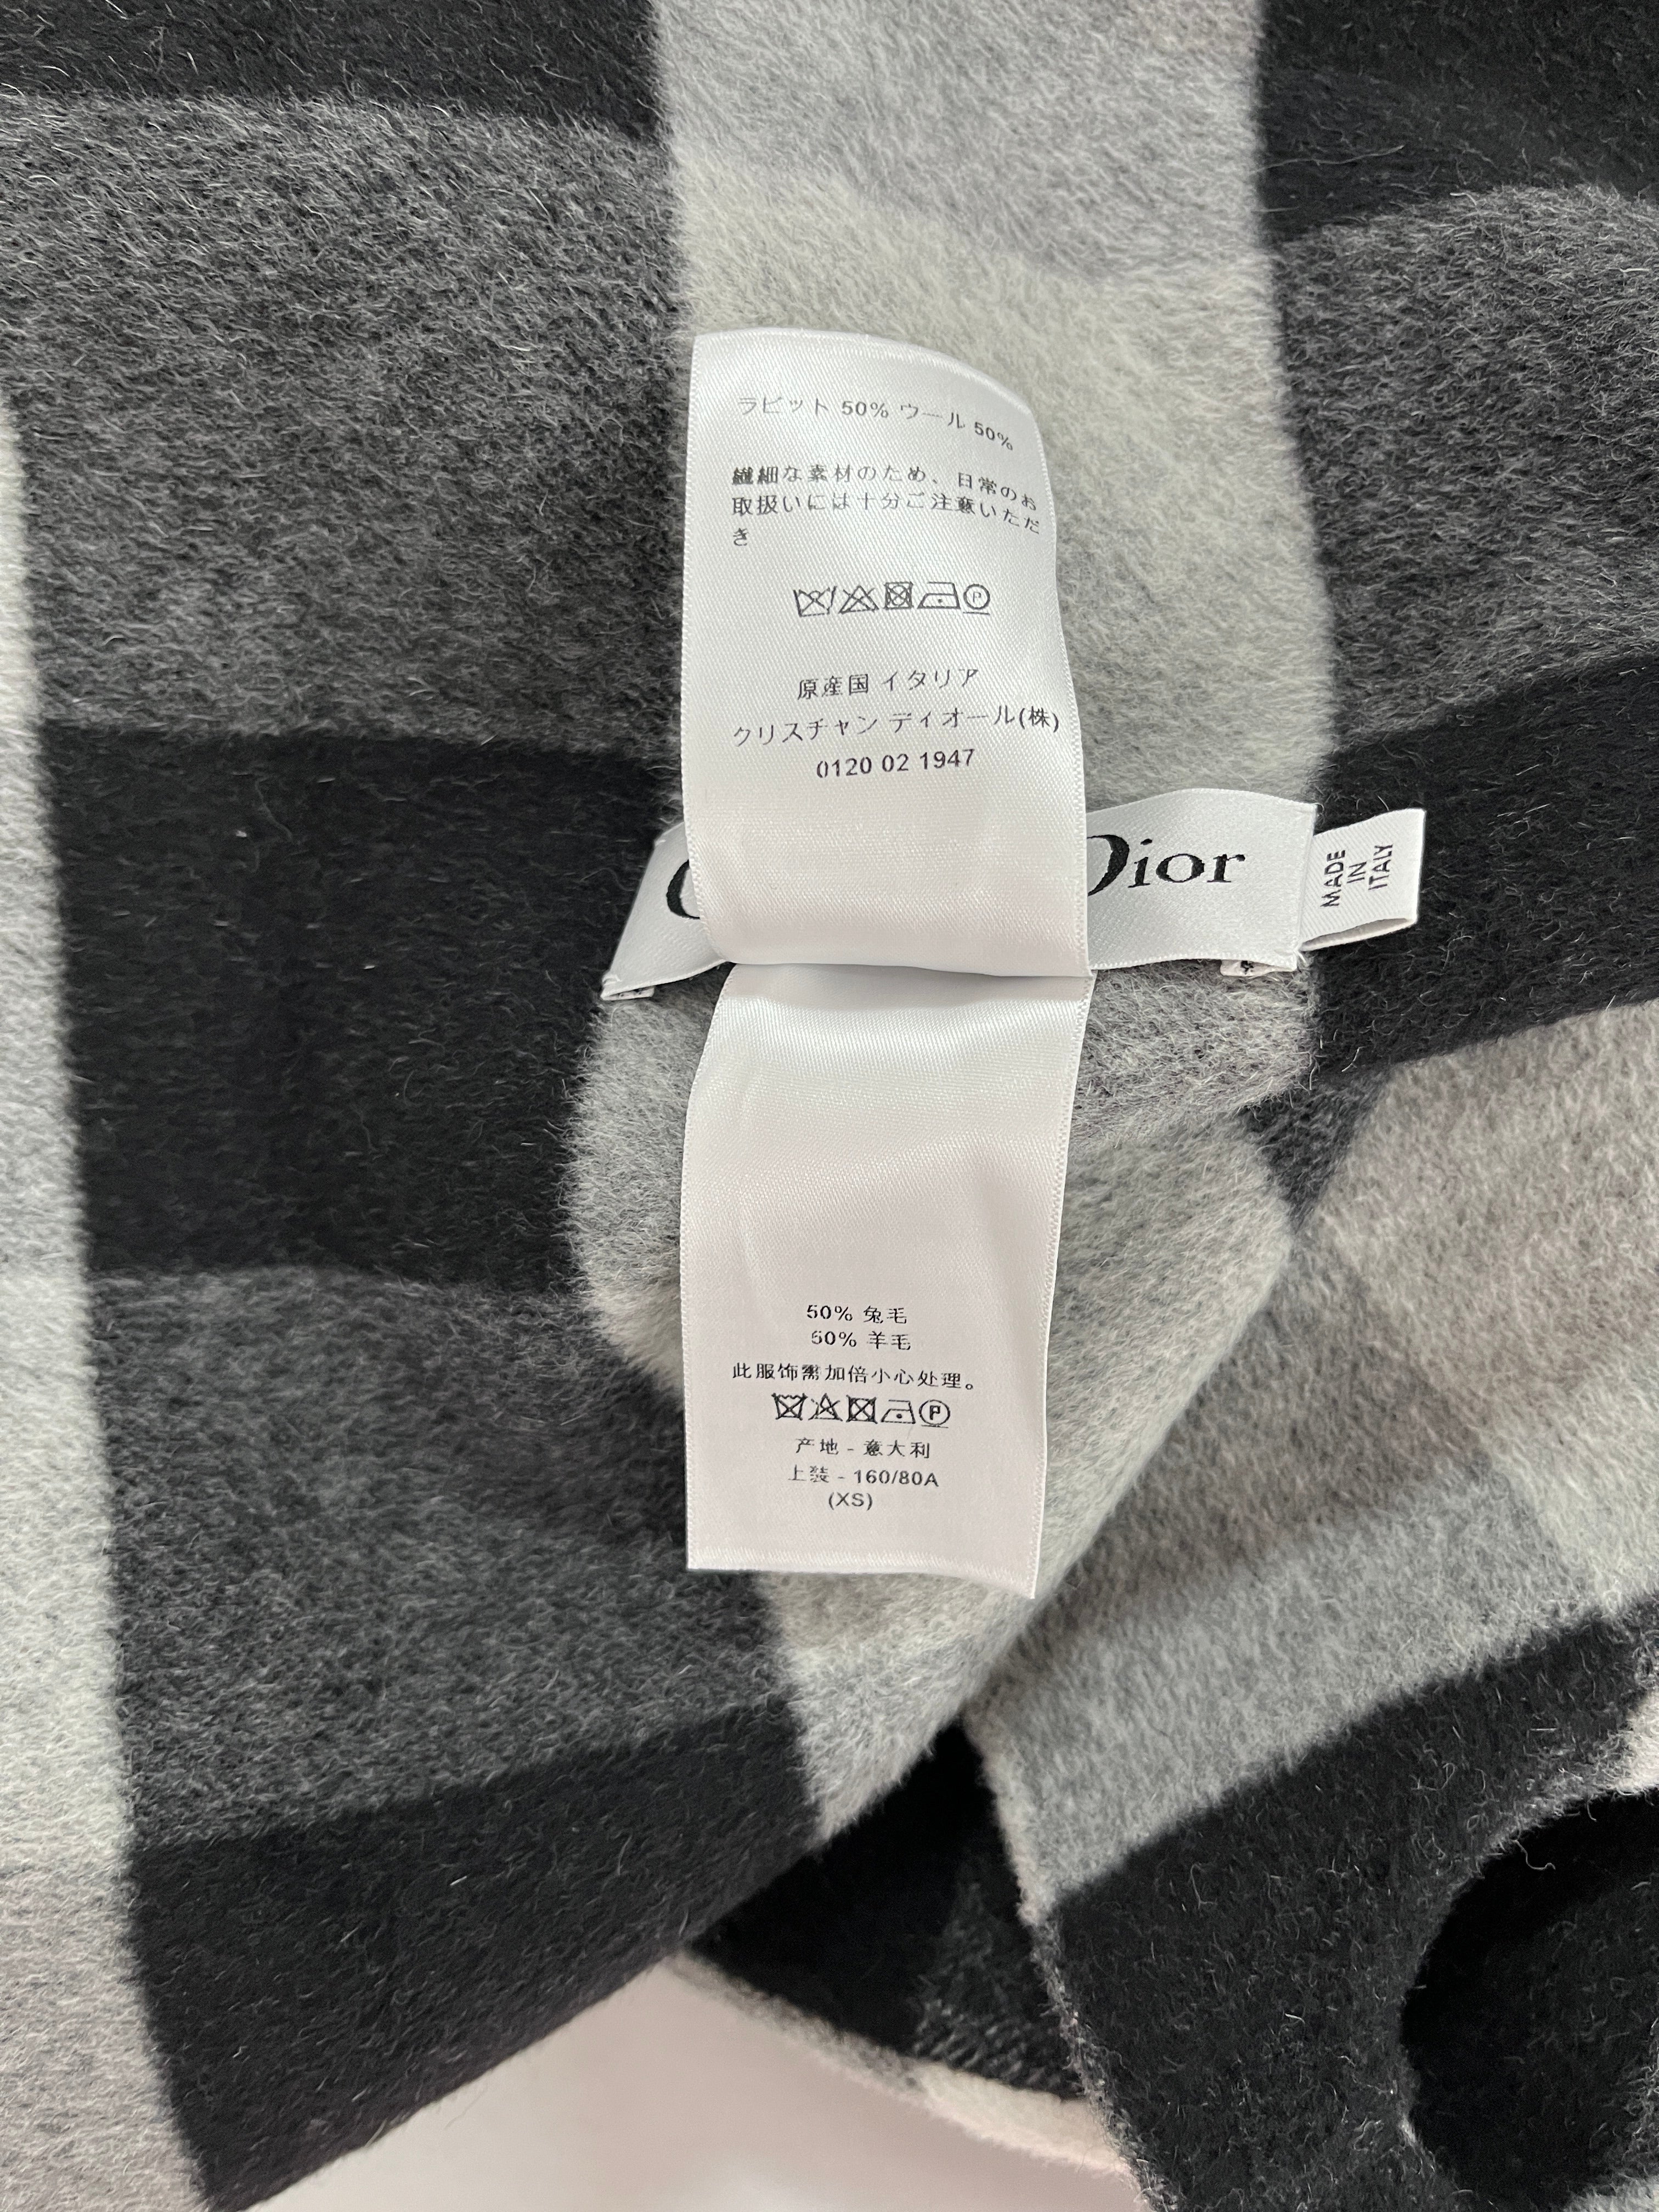 ラビット 50% ウール 50%
繊細な素材のため、日常のお
取扱いには十分ご注意いただ
き
原産国 イタリア
クリスチャン ディオール(株)
0120 02 1947
Dior
MADE
IN
ITALY
50% 兔毛
50% 羊毛
此服饰需加倍小心处理。
P
产地 - 意大利
上装 - 160/80A
(XS)